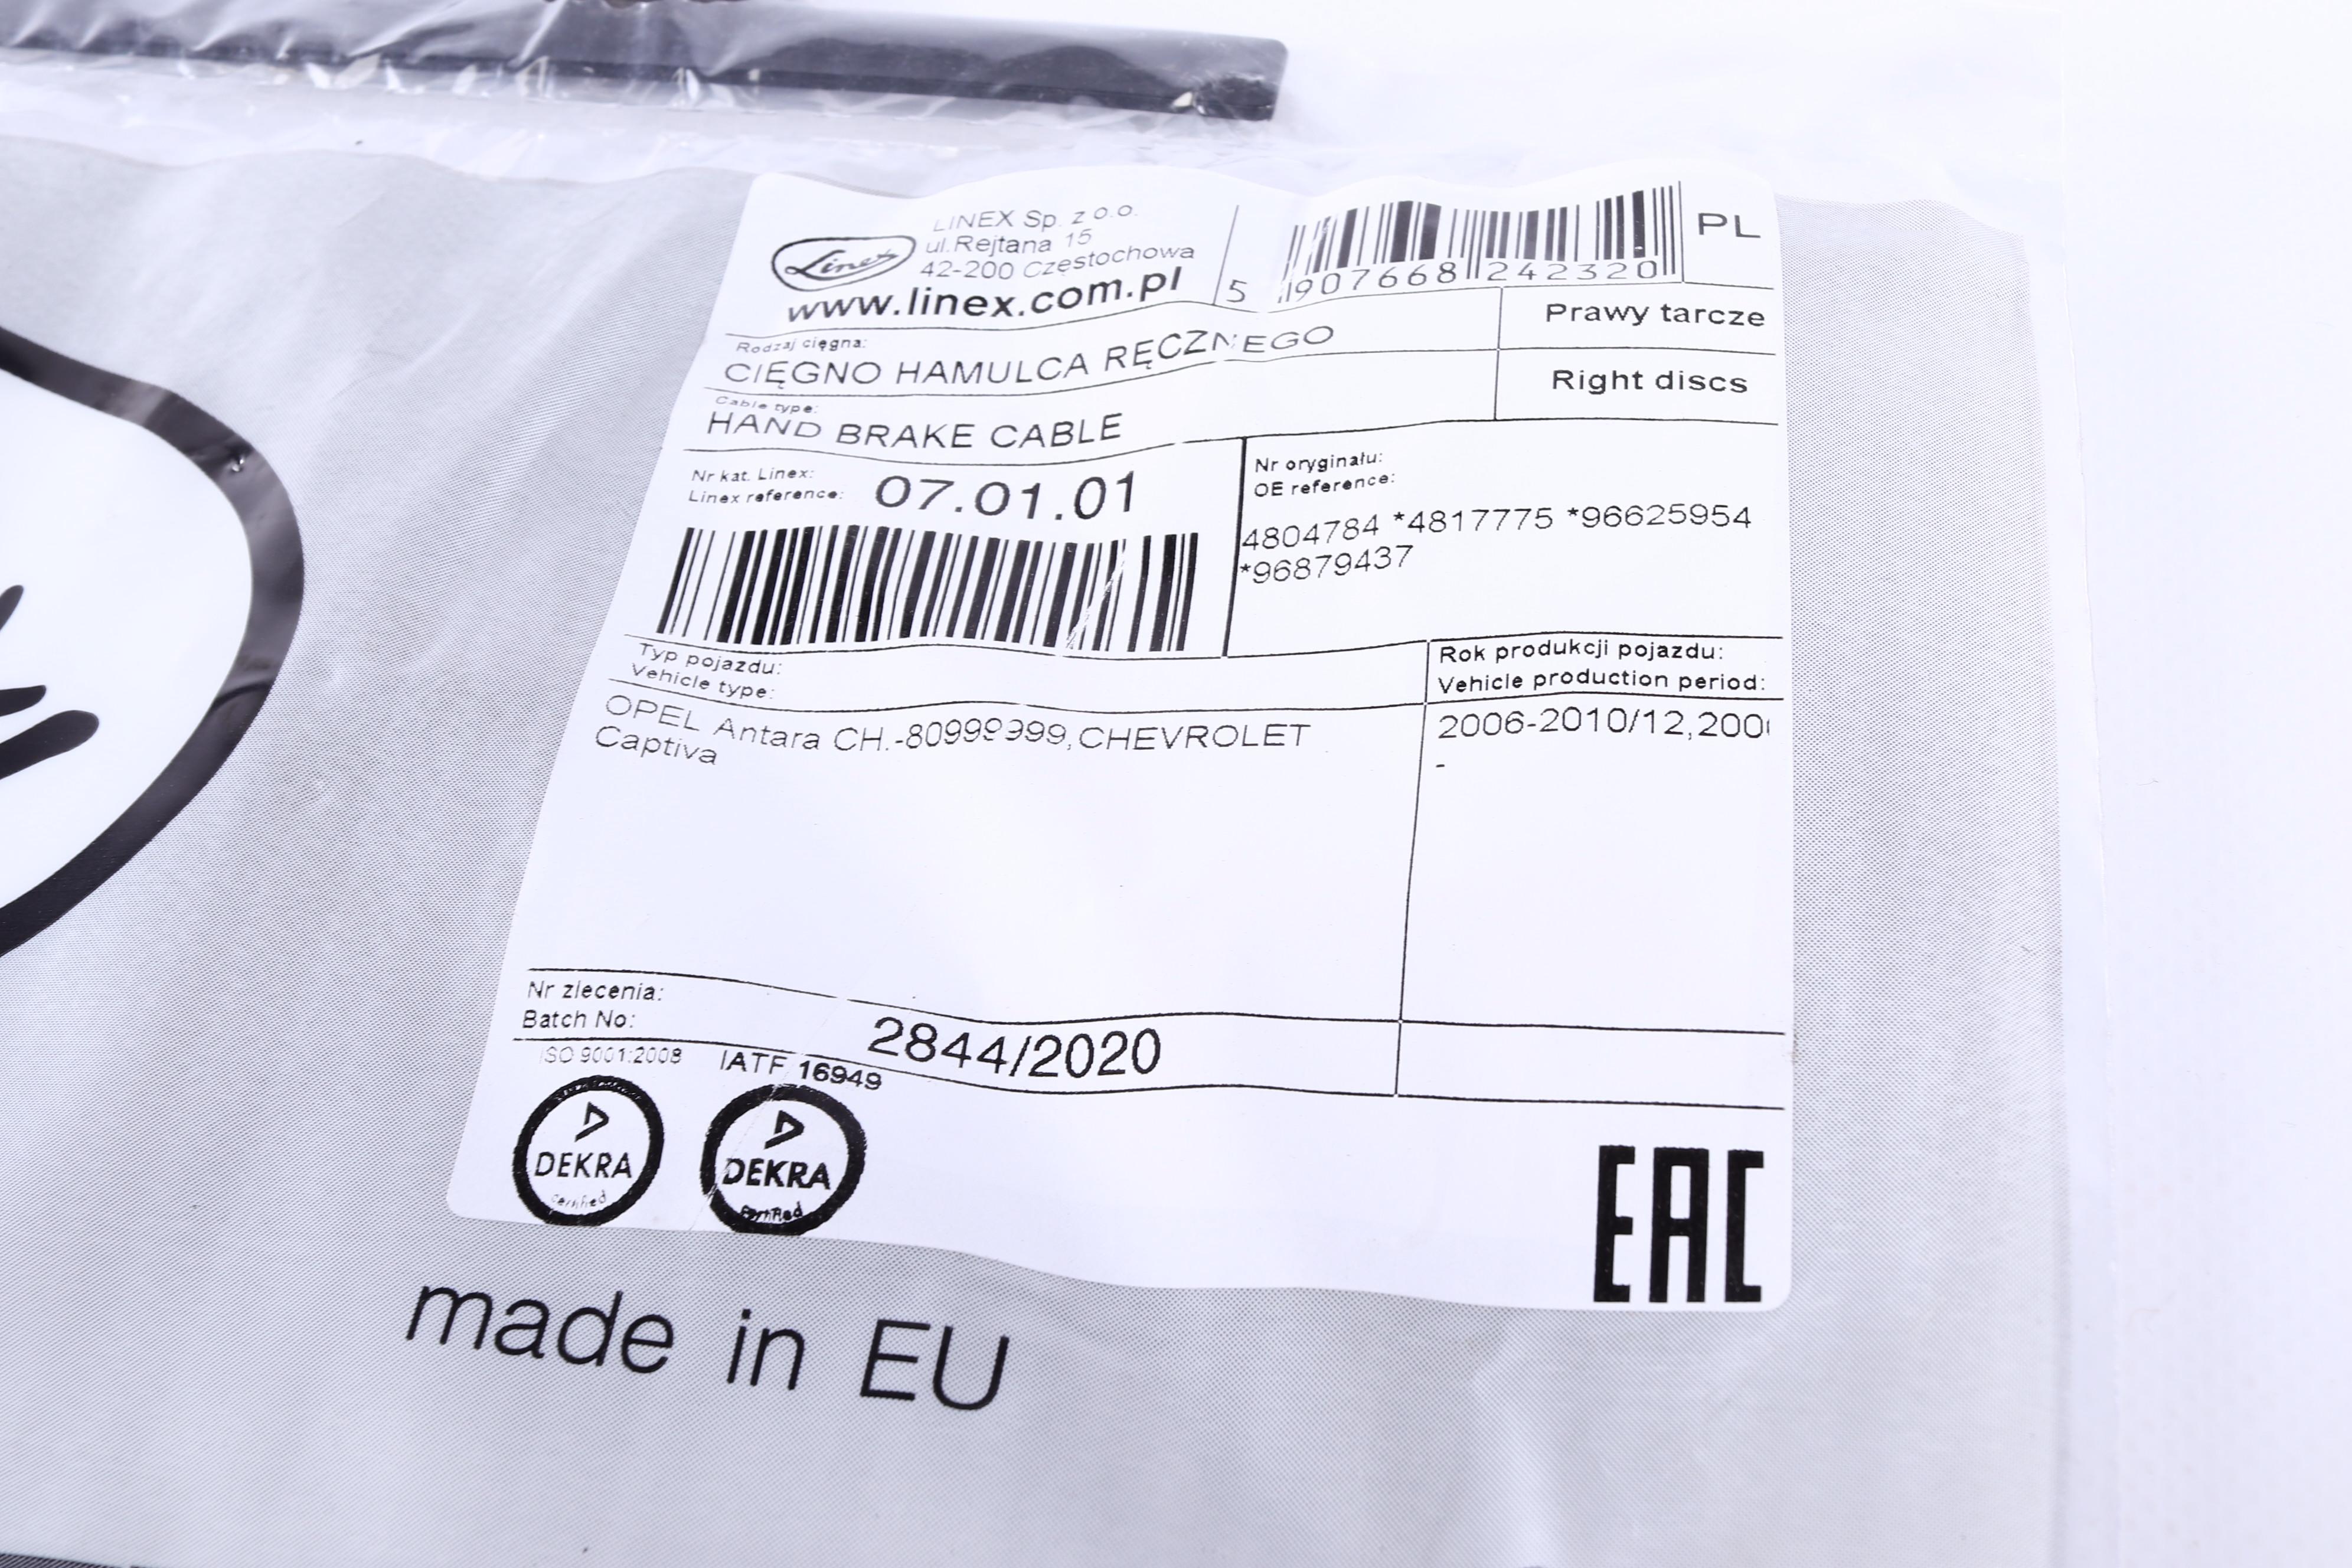 Linex
LINEX Sp. z o.o.
ul.Rejtana 15
42-200 Częstochowa
www.linex.com.pl
5 907668 242320
PL
Rodzaj cięgna:
CIĘGNO HAMULCA RĘCZNEGO
Prawy tarcze
Cable type:
HAND BRAKE CABLE
Right discs
Nr kat. Linex:
Linex reference: 07.01.01
Nr oryginału:
OE reference:
4804784 *4817775 *96625954
*96879437
Typ pojazdu:
Vehicle type:
Rok produkcji pojazdu:
Vehicle production period:
OPEL Antara CH.-80999999,CHEVROLET
Captiva
2006-2010/12,200
-
Nr zlecenia:
Batch No:
2844/2020
ISO 9001:2008
IATF 16949
DEKRA
certified
DEKRA
certified
EAC
made in EU